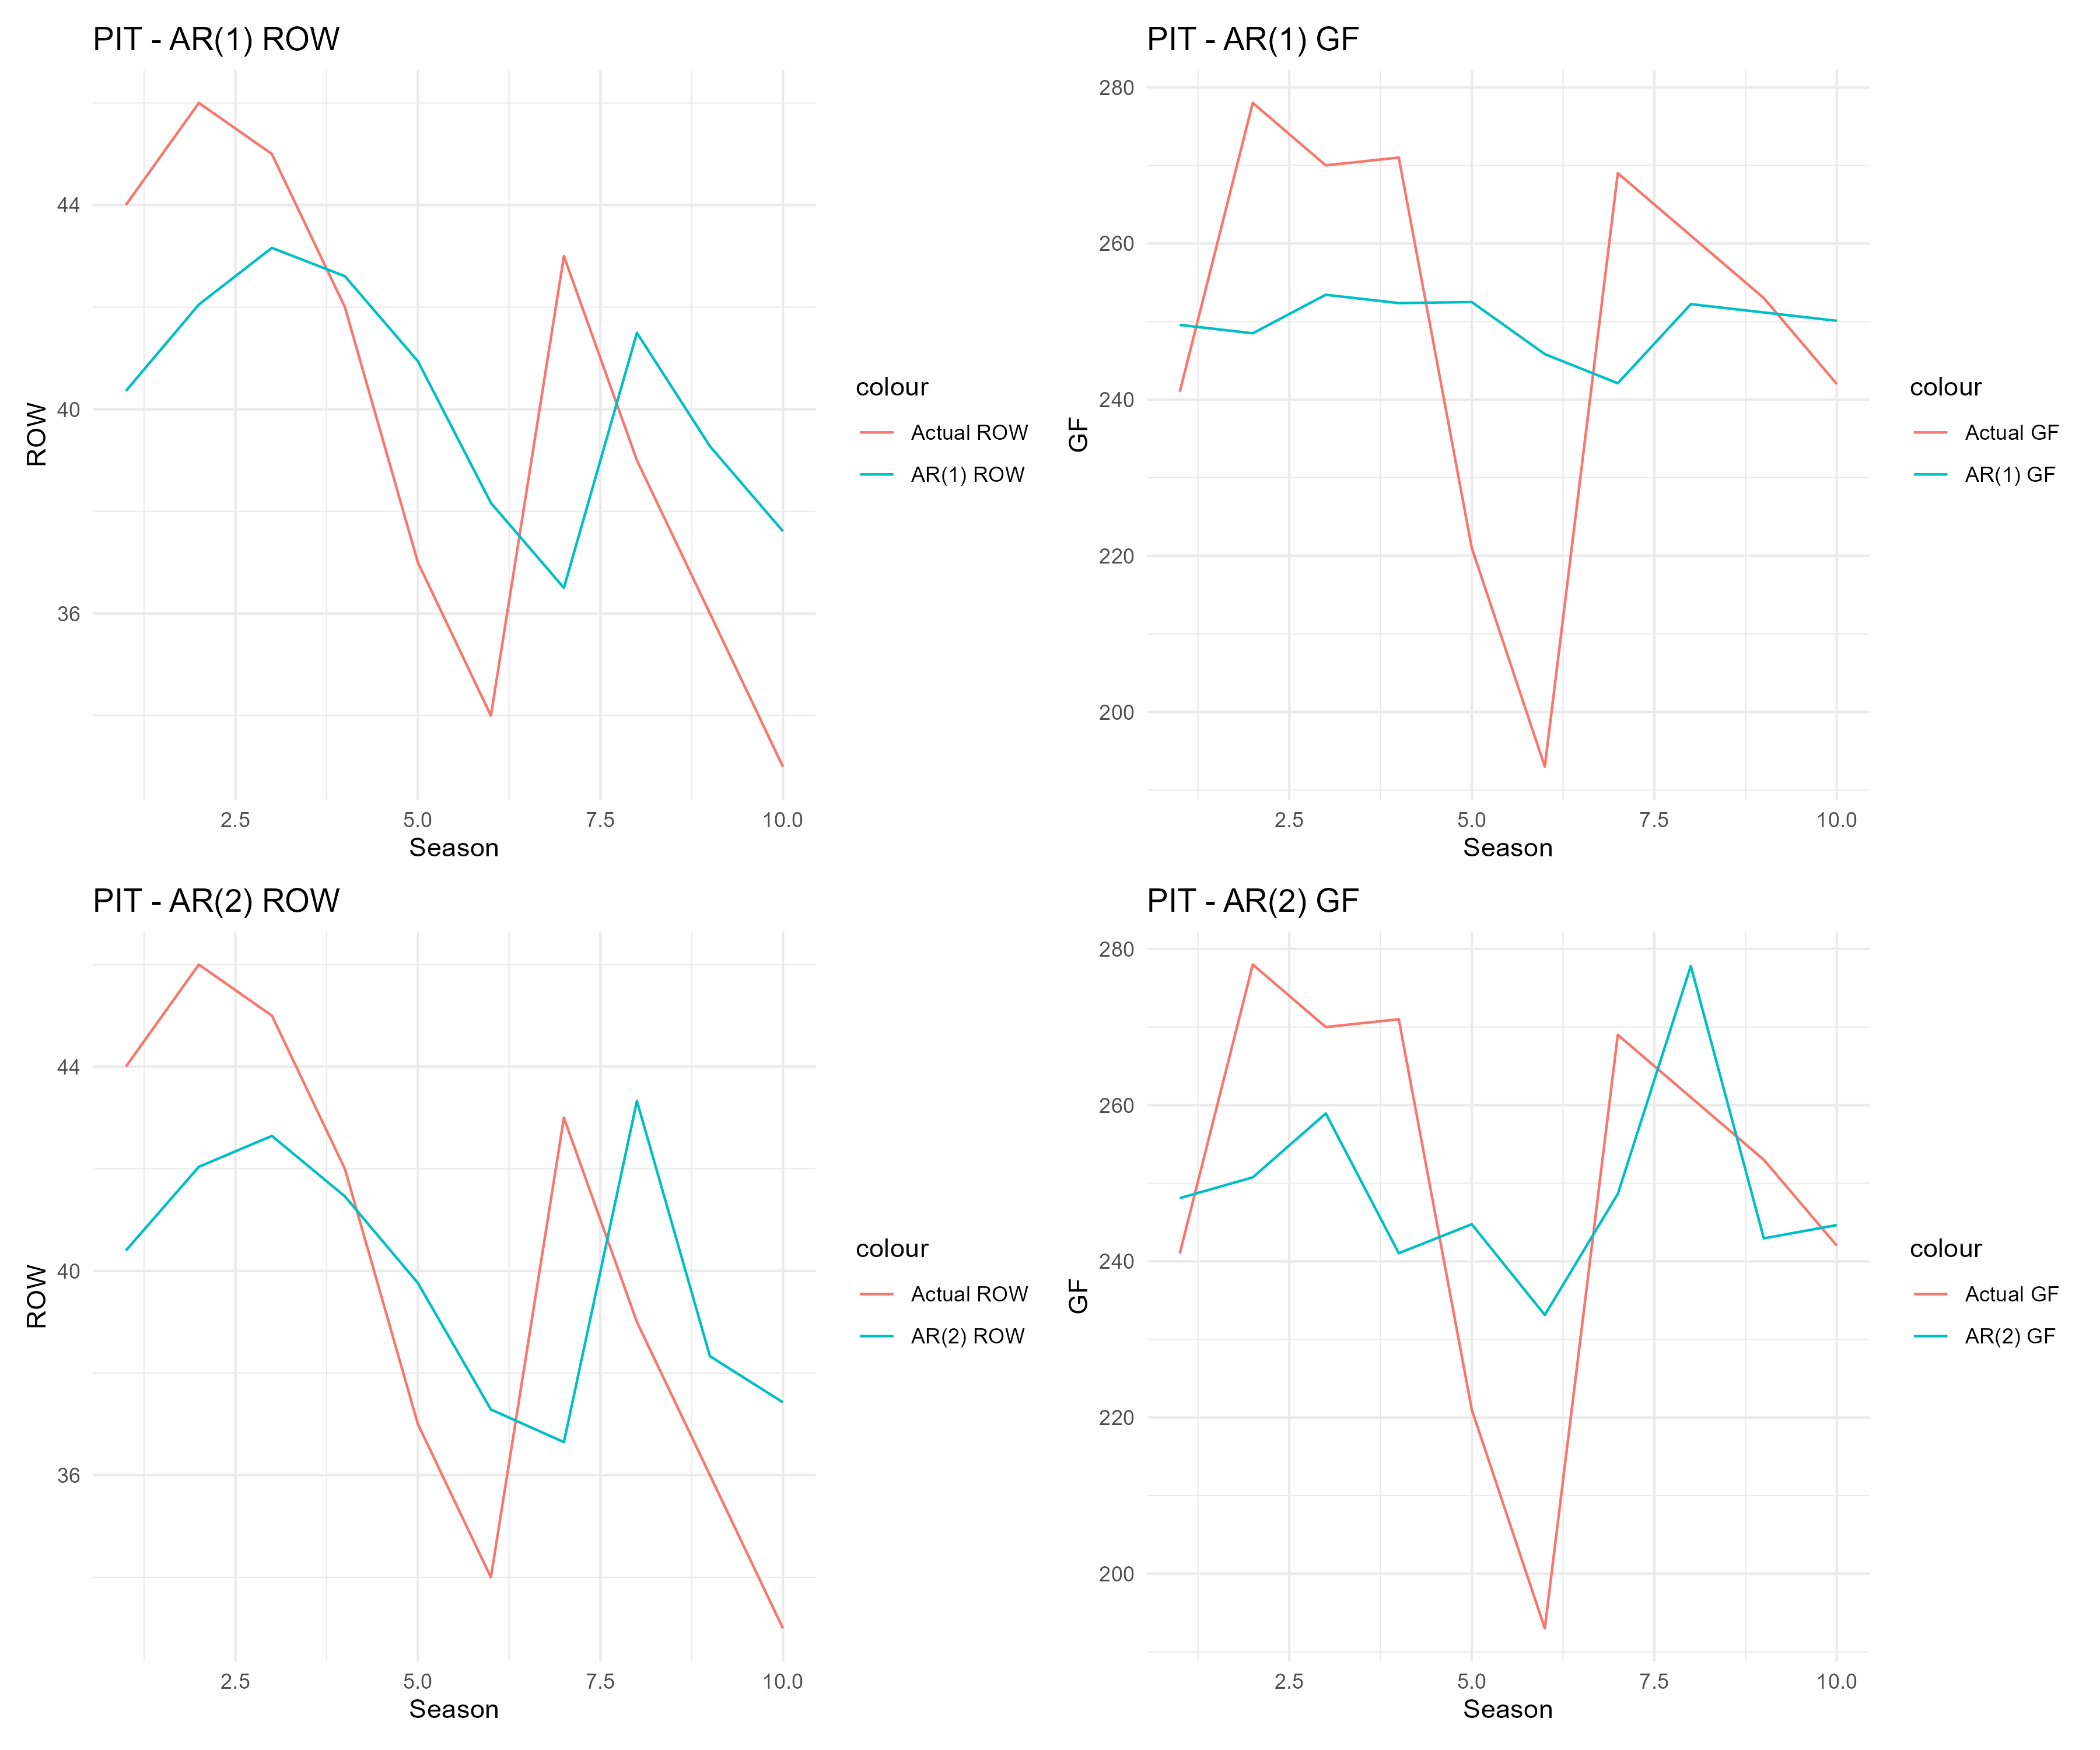 PIT - AR(1) ROW
ROW
44
40
36
2.5 5.0 7.5 10.0
Season
colour
Actual ROW
AR(1) ROW
PIT - AR(1) GF
GF
280
260
240
220
200
2.5 5.0 7.5 10.0
Season
colour
Actual GF
AR(1) GF
PIT - AR(2) ROW
ROW
44
40
36
2.5 5.0 7.5 10.0
Season
colour
Actual ROW
AR(2) ROW
PIT - AR(2) GF
GF
280
260
240
220
200
2.5 5.0 7.5 10.0
Season
colour
Actual GF
AR(2) GF